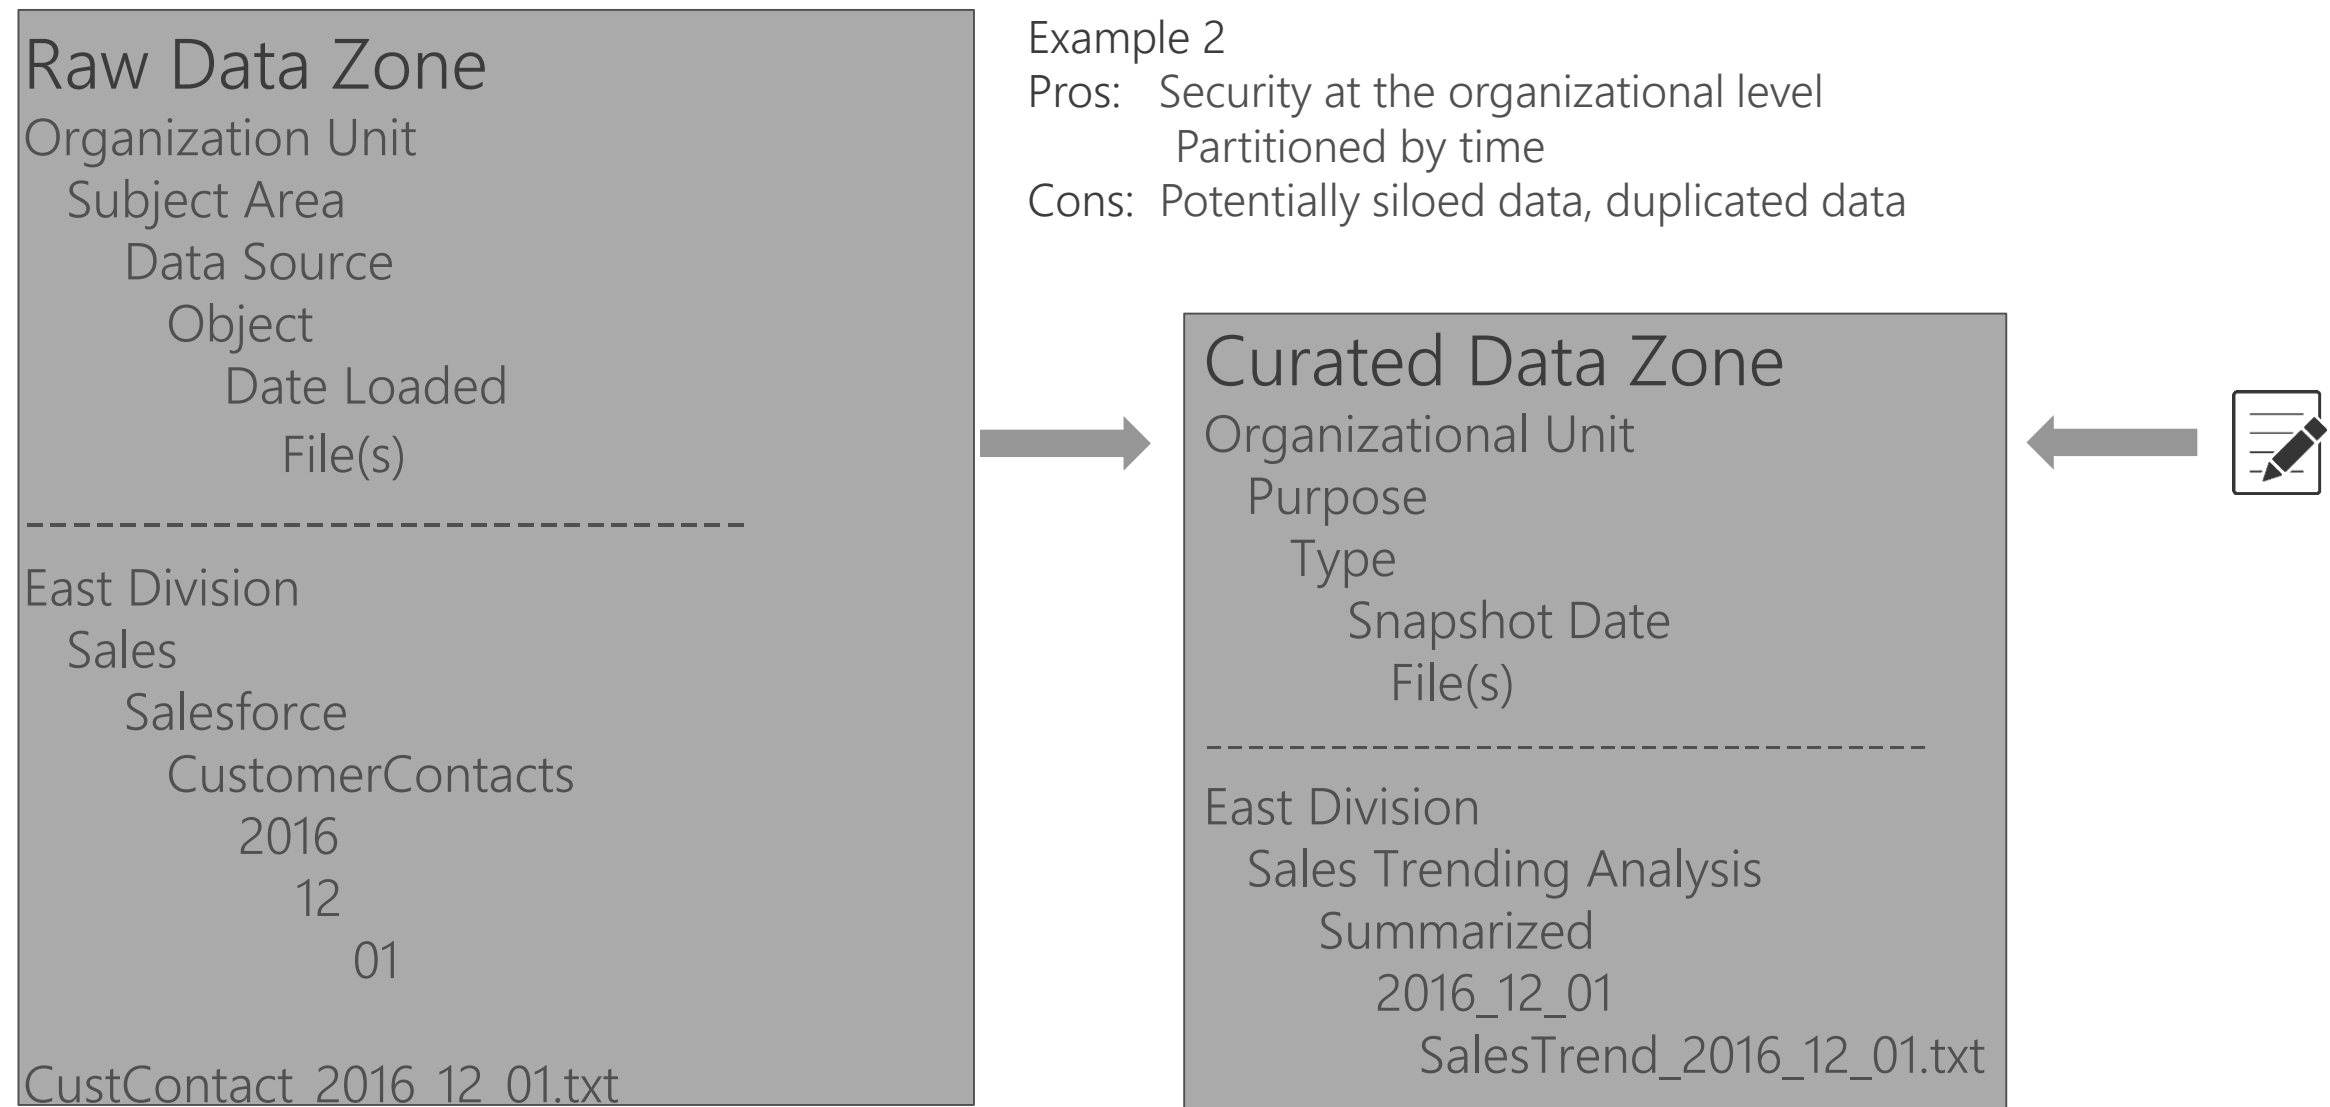 Raw Data Zone
Organization Unit
Subject Area
Data Source
Object
Date Loaded
File(s)
East Division
Sales
Salesforce
CustomerContacts
2016
12
01
CustContact_2016_12_01.txt
Example 2
Pros: Security at the organizational level
Partitioned by time
Cons: Potentially siloed data, duplicated data
Curated Data Zone
Organizational Unit
Purpose
Type
Snapshot Date
File(s)
East Division
Sales Trending Analysis
Summarized
2016_12_01
SalesTrend_2016_12_01.txt